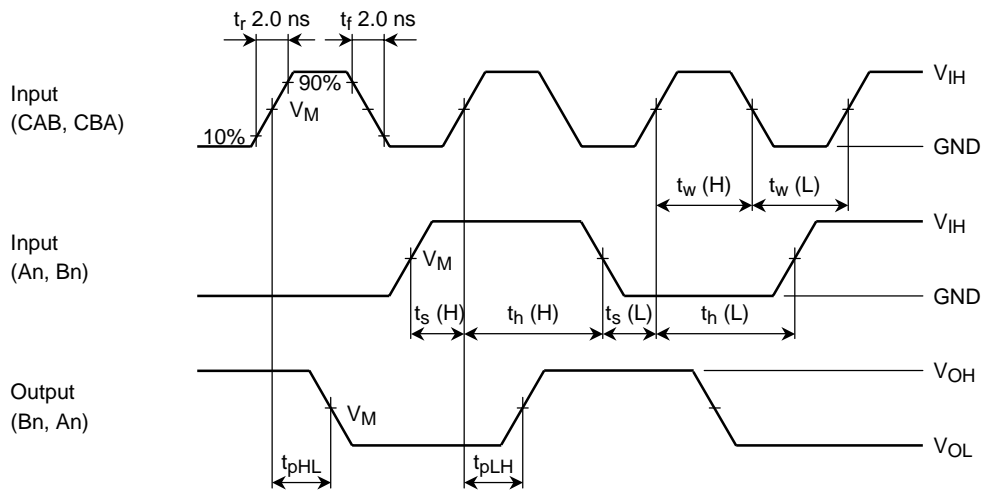 tr 2.0 ns tf 2.0 ns
Input
(CAB, CBA)
90%
VM
10%
VIH
GND
tw (H) tw (L)
Input
(An, Bn)
VM
VIH
GND
ts (H) th (H) ts (L) th (L)
Output
(Bn, An)
VM
VOH
VOL
tpHL tpLH